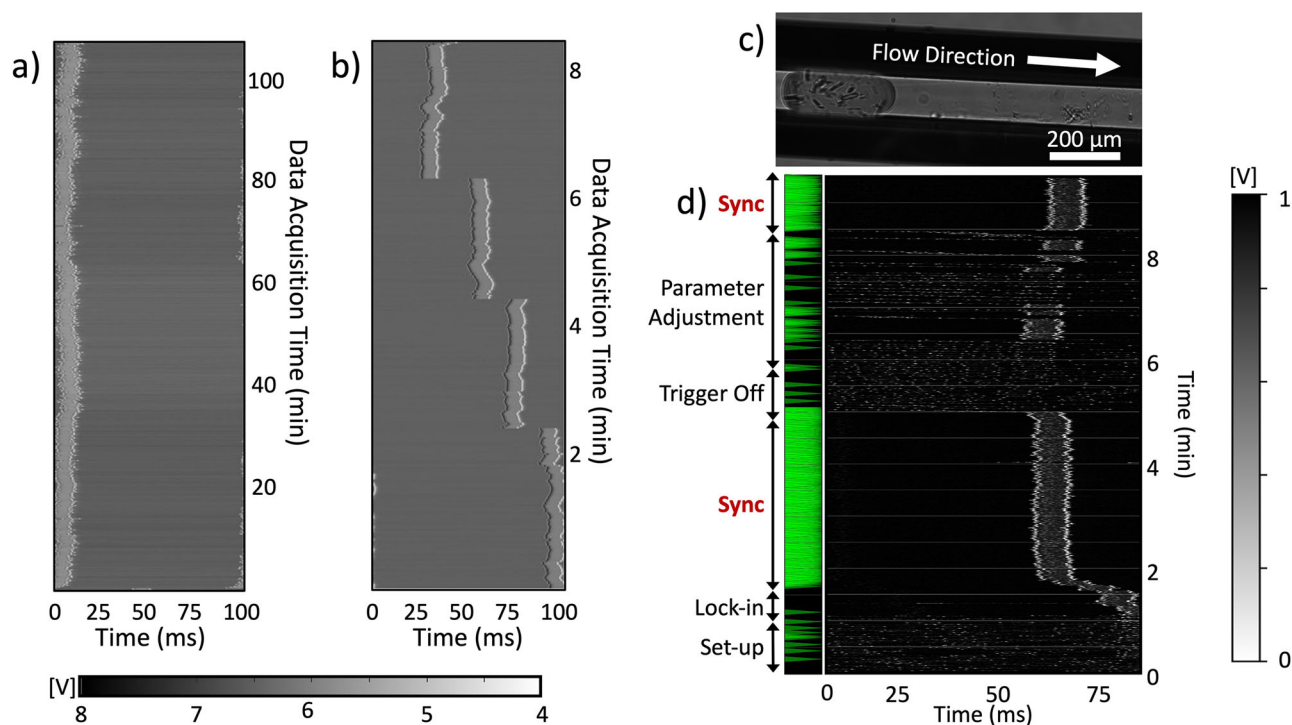 a)
100
80
60
40
20
Data Acquisition Time (min)
0 25 50 75 100
Time (ms)
b)
8
6
4
2
Data Acquisition Time (min)
0 25 50 75 100
Time (ms)
[V]
8 7 6 5 4
c)
Flow Direction
200 µm
d)
Sync
Parameter
Adjustment
Trigger Off
Sync
Lock-in
Set-up
8
6
4
2
0
Time (min)
0 25 50 75
Time (ms)
[V]
1
0